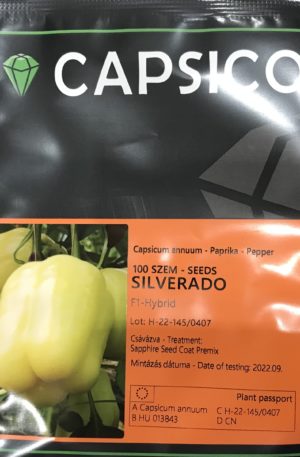 CAPSICO
Capsicum annuum - Paprika - Pepper
100 SZEM - SEEDS
SILVERADO
F1-Hybrid
Lot: H-22-145/0407
Csávázva - Treatment:
Sapphire Seed Coat Premix
Mintázás dátuma - Date of testing: 2022.09.
Plant passport
A Capsicum annuum C H-22-145/0407
B HU 013843 D CN